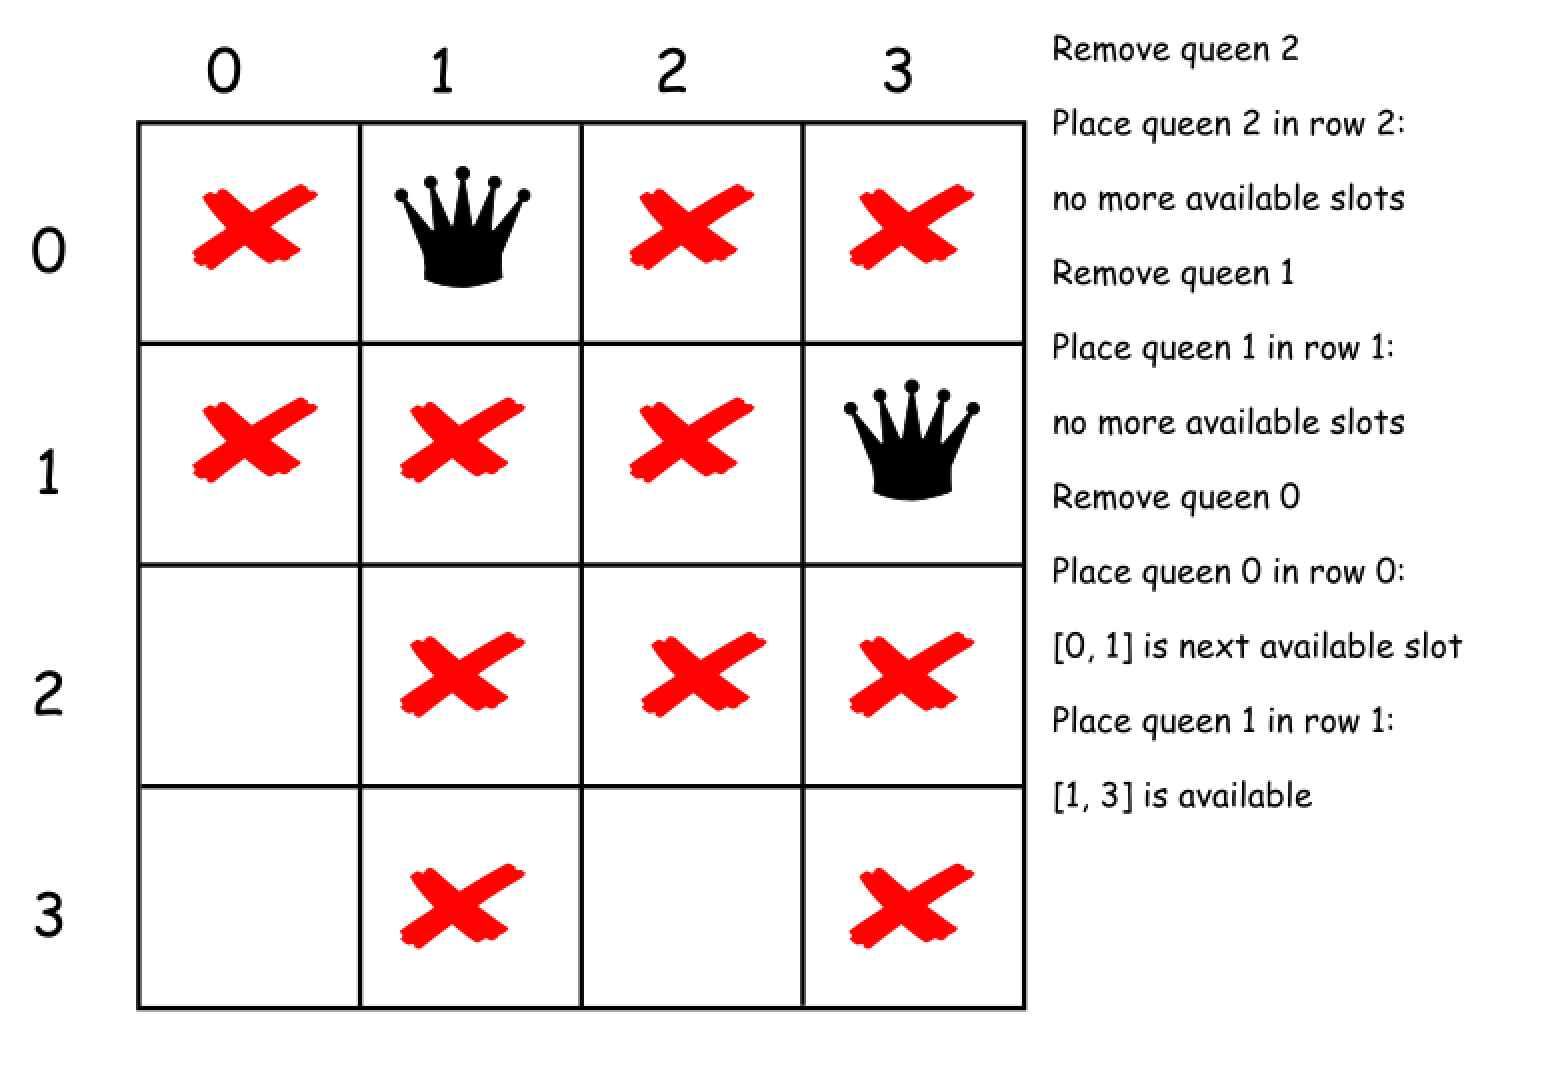 0 1 2 3
0
1
2
3
Remove queen 2
Place queen 2 in row 2:
no more available slots
Remove queen 1
Place queen 1 in row 1:
no more available slots
Remove queen 0
Place queen 0 in row 0:
[0, 1] is next available slot
Place queen 1 in row 1:
[1, 3] is available